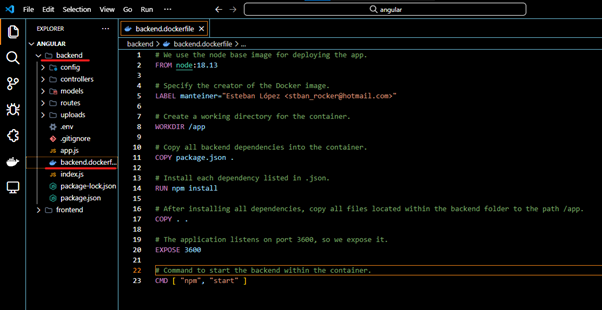 File Edit Selection View Go Run ... angular
EXPLORER ...
ANGULAR
backend
config
controllers
models
routes
uploads
.env
.gitignore
JS app.js
backend.dockerf...
JS index.js
package-lock.json
package.json
frontend
backend.dockerfile
backend > backend.dockerfile > ...
1 # We use the node base image for deploying the app.
2 FROM node:18.13
3
4 # Specify the creator of the Docker image.
5 LABEL manteiner="Esteban López <stban_rocker@hotmail.com>"
6
7 # Create a working directory for the container.
8 WORKDIR /app
9
10 # Copy all backend dependencies into the container.
11 COPY package.json .
12
13 # Install each dependency listed in .json.
14 RUN npm install
15
16 # After installing all dependencies, copy all files located within the backend folder to the path /app.
17 COPY . .
18
19 # The application listens on port 3600, so we expose it.
20 EXPOSE 3600
21
22 # Command to start the backend within the container.
23 CMD [ "npm", "start" ]